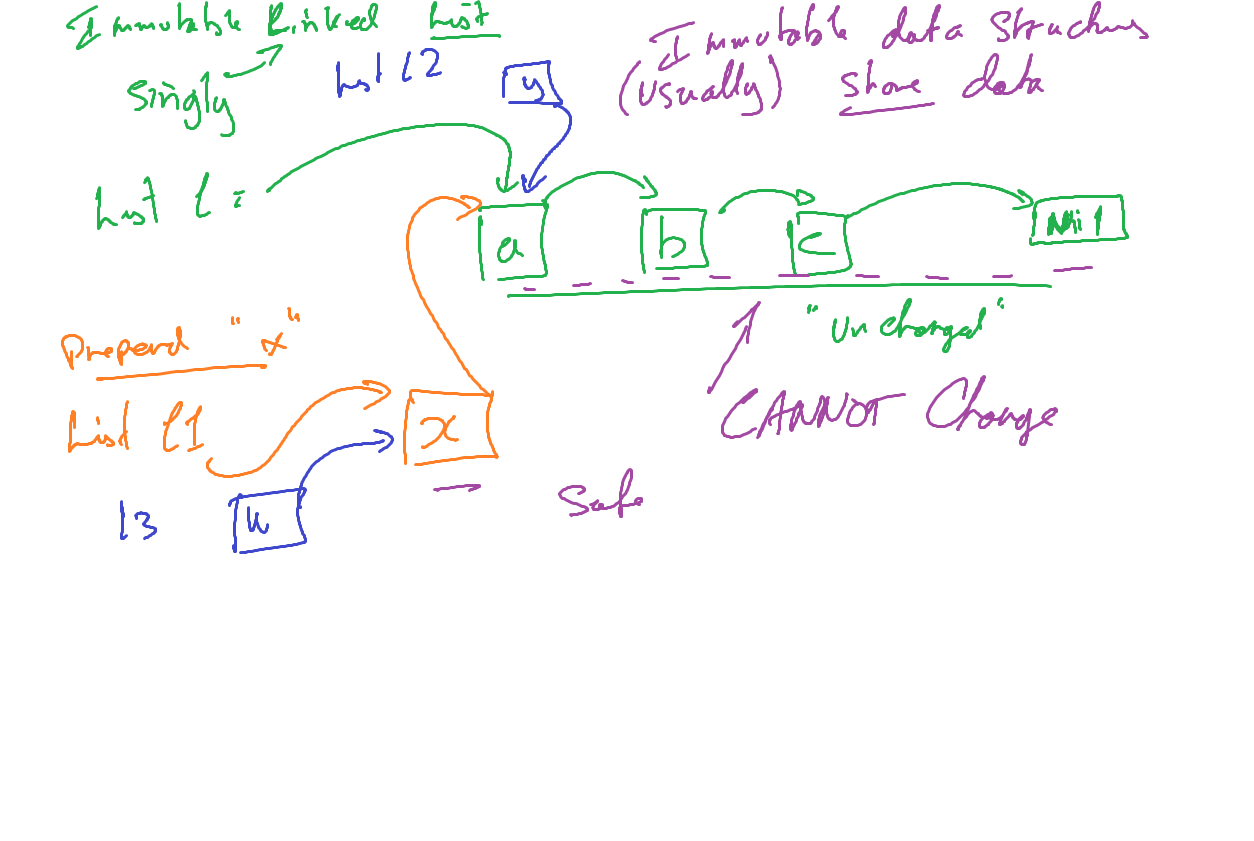 Immutable Linked List
Singly
List l2
y
Immutable data Structures
(usually) share data
List l =
a
b
c
Nil
"Unchanged"
Prepend "x"
CANNOT Change
List l1
x
Safe
l3
k